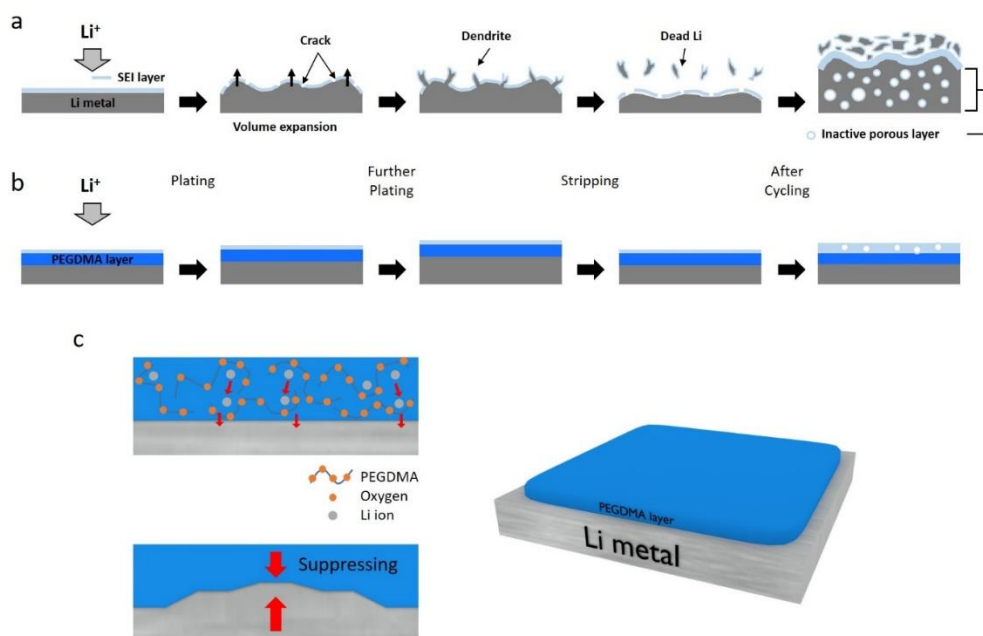 a
Li+
SEI layer
Li metal
Crack
Volume expansion
Dendrite
Dead Li
Inactive porous layer
b
Li+
Plating
Further
Plating
Stripping
After
Cycling
PEGDMA layer
c
PEGDMA
Oxygen
Li ion
Suppressing
PEGDMA layer
Li metal